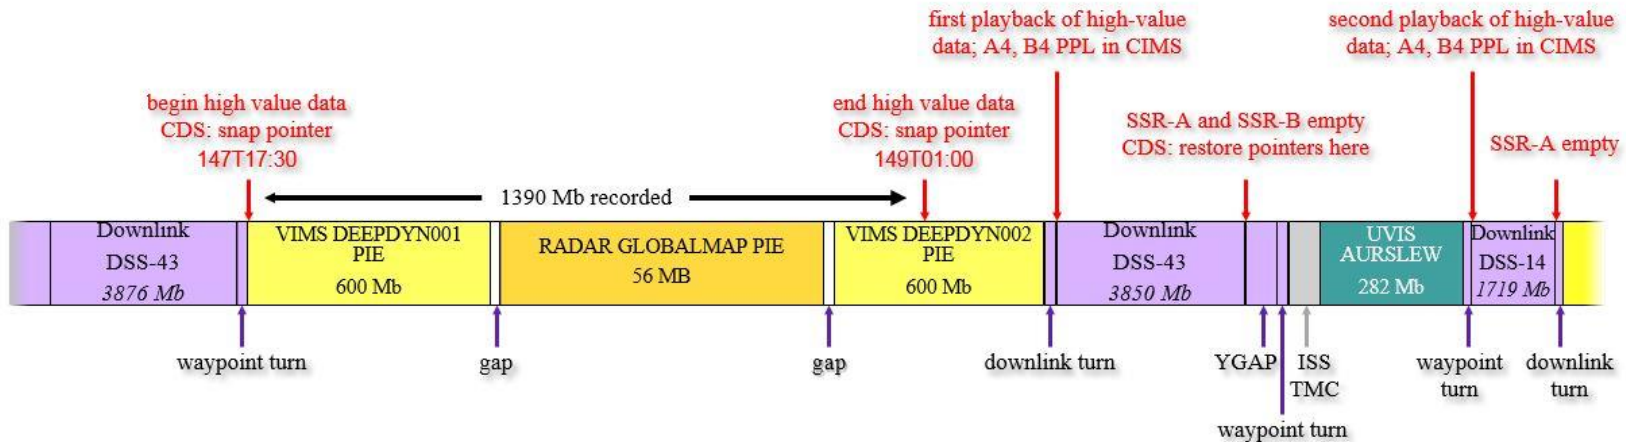 first playback of high-value
data; A4, B4 PPL in CIMS
second playback of high-value
data; A4, B4 PPL in CIMS
begin high value data
CDS: snap pointer
147T17:30
end high value data
CDS: snap pointer
149T01:00
SSR-A and SSR-B empty
CDS: restore pointers here
SSR-A empty
1390 Mb recorded
Downlink
DSS-43
3876 Mb
VIMS DEEPDYN001
PIE
600 Mb
RADAR GLOBALMAP PIE
56 MB
VIMS DEEPDYN002
PIE
600 Mb
Downlink
DSS-43
3850 Mb
UVIS
AURSLEW
282 Mb
Downlink
DSS-14
1719 Mb
waypoint turn
gap
gap
downlink turn
YGAP
ISS
TMC
waypoint
turn
downlink
turn
waypoint turn